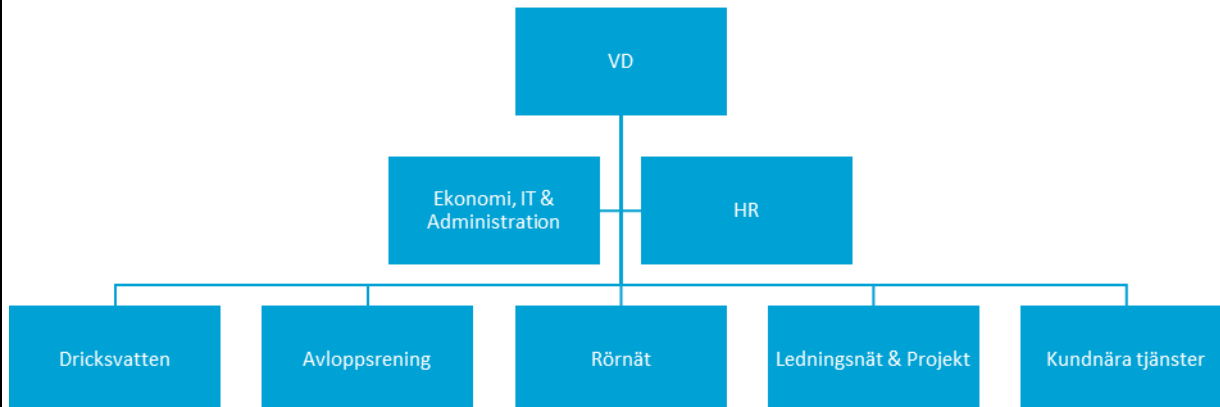 VD
Ekonomi, IT &
Administration
HR
Dricksvatten
Avloppsrening
Rörnät
Ledningsnät & Projekt
Kundnära tjänster